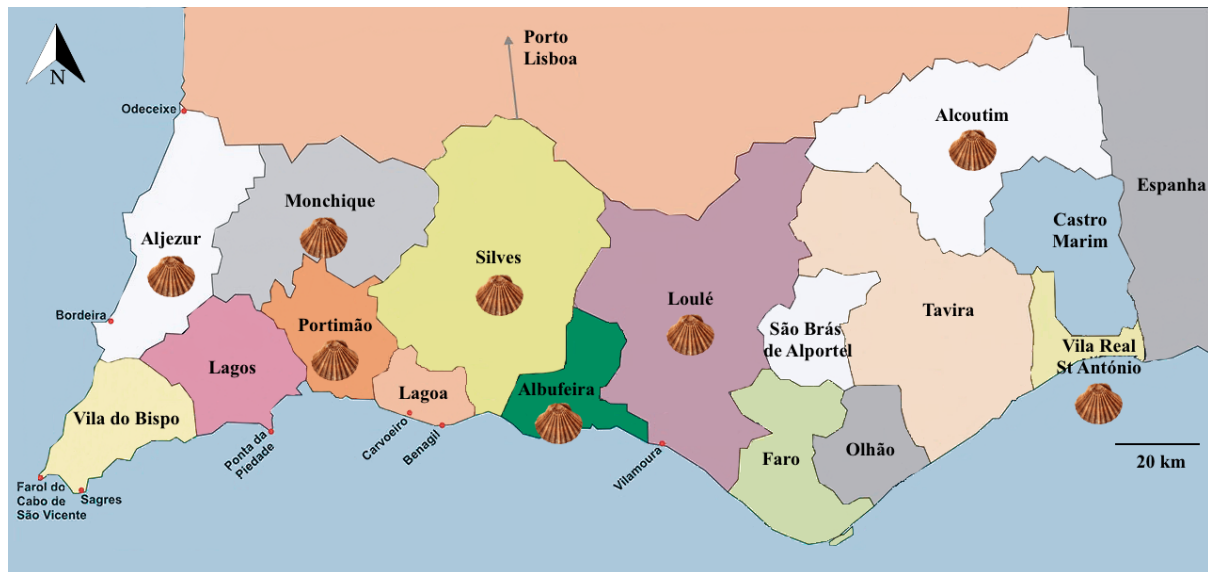 Porto
Lisboa
N
Odeceixe
Alcoutim
Espanha
Monchique
Castro
Marim
Aljezur
Silves
Loulé
Bordeira
Portimão
São Brás
de Alportel
Tavira
Vila Real
St António
Lagos
Lagoa
Albufeira
Vila do Bispo
Carvoeiro
Benagil
Ponta da
Piedade
Vilamoura
Faro
Olhão
20 km
Farol do
Cabo de
São Vicente
Sagres